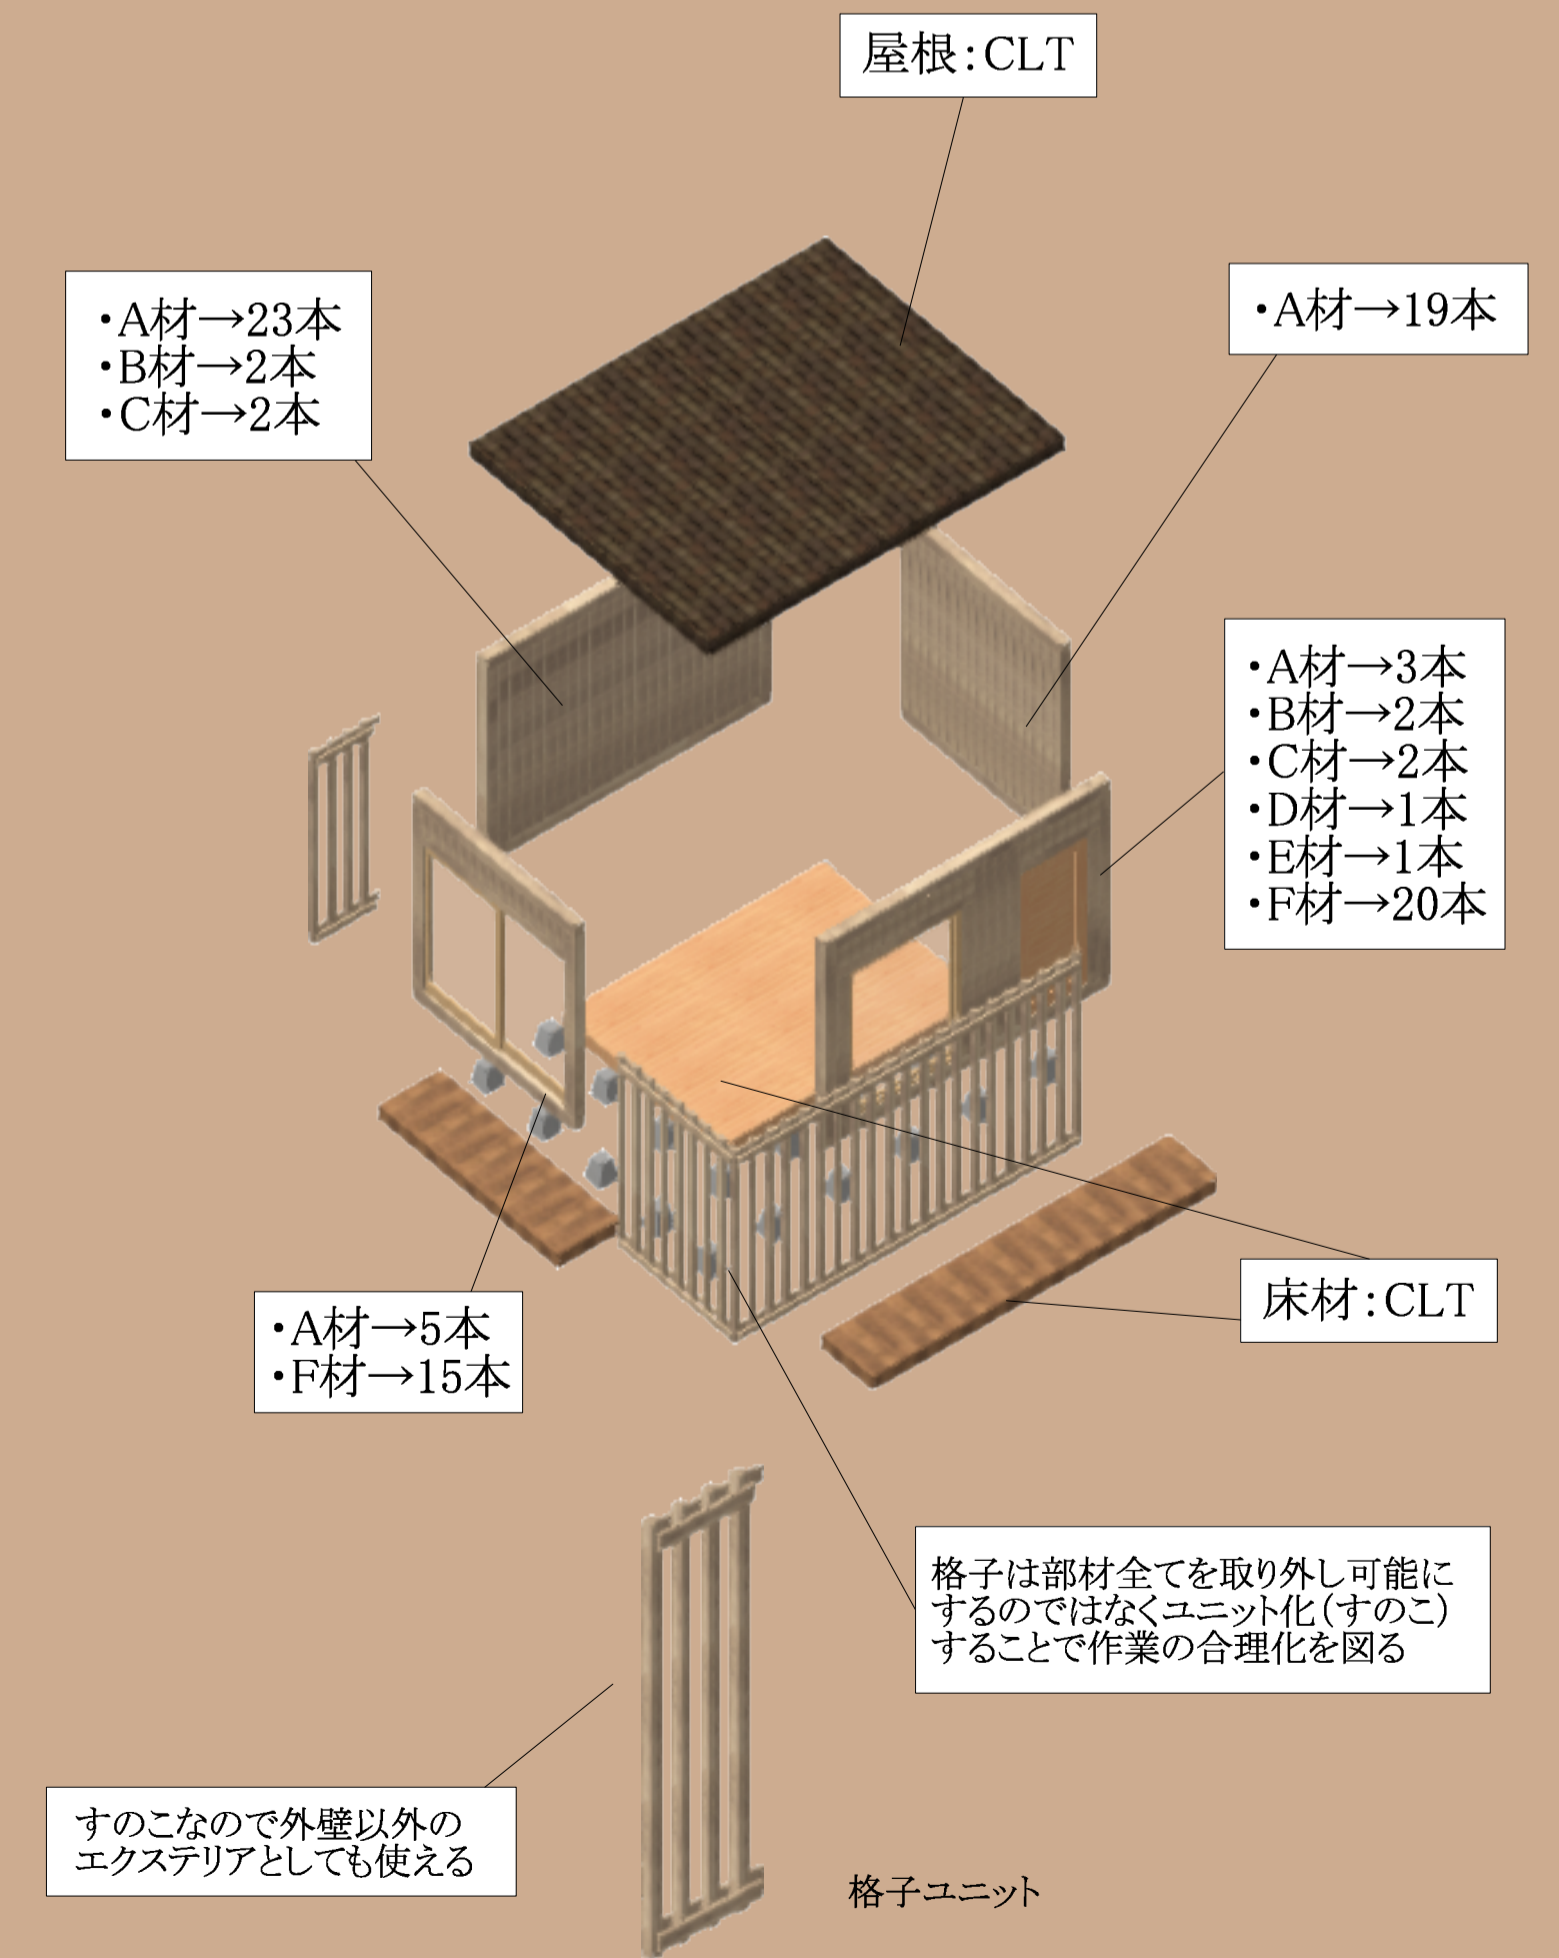 屋根:CLT
・A材→23本
・B材→2本
・C材→2本
・A材→19本
・A材→3本
・B材→2本
・C材→2本
・D材→1本
・E材→1本
・F材→20本
・A材→5本
・F材→15本
床材:CLT
格子は部材全てを取り外し可能に
するのではなくユニット化(すのこ)
することで作業の合理化を図る
すのこなので外壁以外の
エクステリアとしても使える
格子ユニット